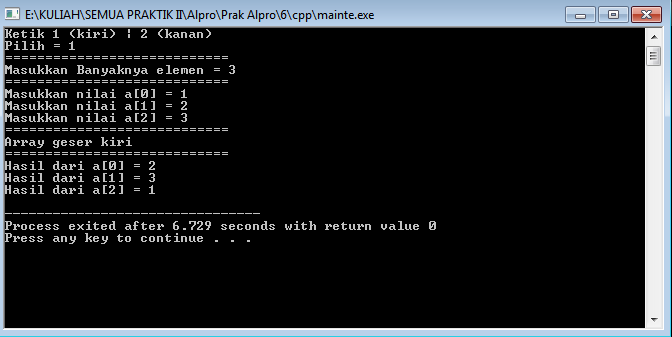 E:\KULIAH\SEMUA PRAKTIK II\Alpro\Prak Alpro\6\cpp\mainte.exe
Ketik 1 (kiri) ¦ 2 (kanan)
Pilih = 1
============================
Masukkan Banyaknya elemen = 3
============================
Masukkan nilai a[0] = 1
Masukkan nilai a[1] = 2
Masukkan nilai a[2] = 3
============================
Array geser kiri
============================
Hasil dari a[0] = 2
Hasil dari a[1] = 3
Hasil dari a[2] = 1
--------------------------------
Process exited after 6.729 seconds with return value 0
Press any key to continue . . .